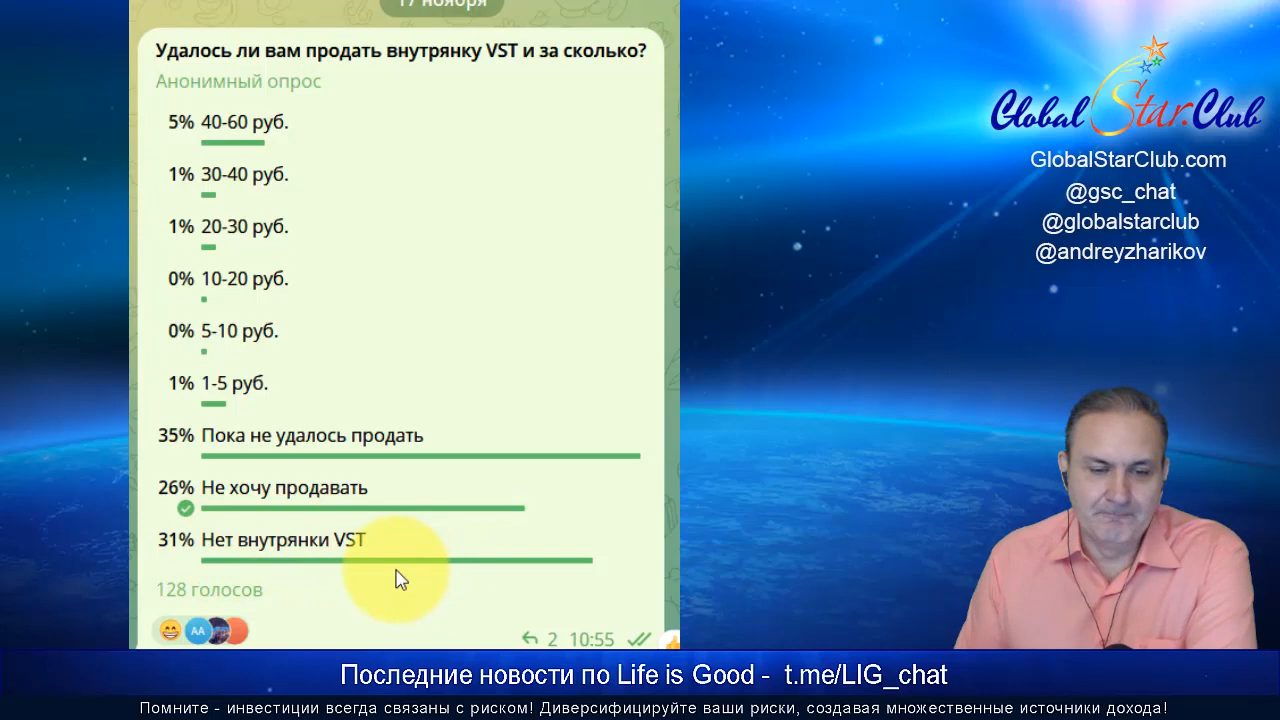 17 ноября
Удалось ли вам продать внутрянку VST и за сколько?
Анонимный опрос
5% 40-60 руб.
1% 30-40 руб.
1% 20-30 руб.
0% 10-20 руб.
0% 5-10 руб.
1% 1-5 руб.
35% Пока не удалось продать
26% Не хочу продавать
31% Нет внутрянки VST
128 голосов
AA
2 10:55
Global Star.Club
GlobalStarClub.com
@gsc_chat
@globalstarclub
@andreyzharikov
Последние новости по Life is Good - t.me/LIG_chat
Помните - инвестиции всегда связаны с риском! Диверсифицируйте ваши риски, создавая множественные источники дохода!